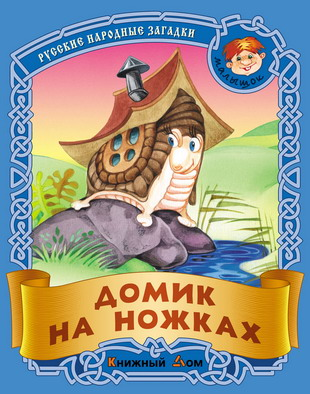 РУССКИЕ НАРОДНЫЕ ЗАГАДКИ
МАЛЫШОК
ДОМИК
НА НОЖКАХ
Книжный Дом